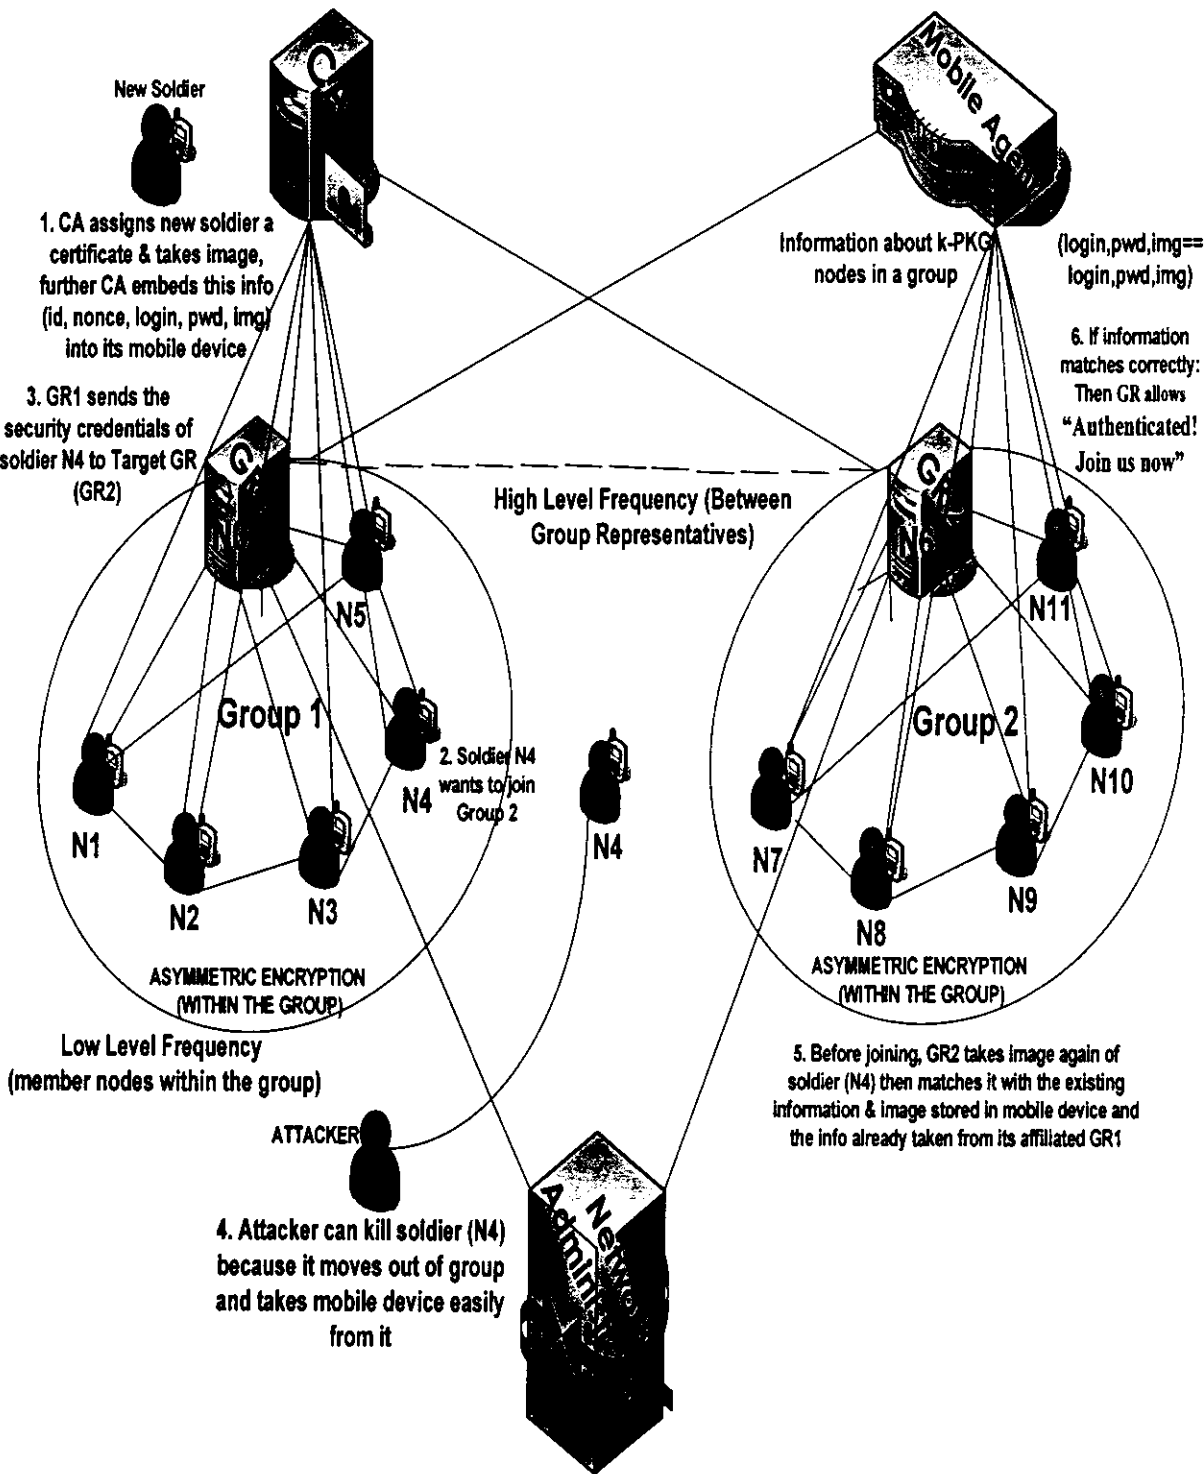 New Soldier
C
Mobile Agen
1. CA assigns new soldier a
certificate & takes image,
further CA embeds this info
(id, nonce, login, pwd, img)
into its mobile device
Information about k-PKG
nodes in a group
(login,pwd,img==
login,pwd,img)
6. If information
matches correctly:
Then GR allows
"Authenticated!
Join us now"
3. GR1 sends the
security credentials of
soldier N4 to Target GR
(GR2)
G
G
N6
High Level Frequency (Between
Group Representatives)
N5
N11
Group 1
Group 2
2. Soldier N4
wants to join
Group 2
N4
N4
N10
N1
N7
N2
N3
N8
N9
ASYMMETRIC ENCRYPTION
(WITHIN THE GROUP)
ASYMMETRIC ENCRYPTION
(WITHIN THE GROUP)
Low Level Frequency
(member nodes within the group)
5. Before joining, GR2 takes image again of
soldier (N4) then matches it with the existing
information & image stored in mobile device and
the info already taken from its affiliated GR1
ATTACKER
4. Attacker can kill soldier (N4)
because it moves out of group
and takes mobile device easily
from it
Netwo
Admini